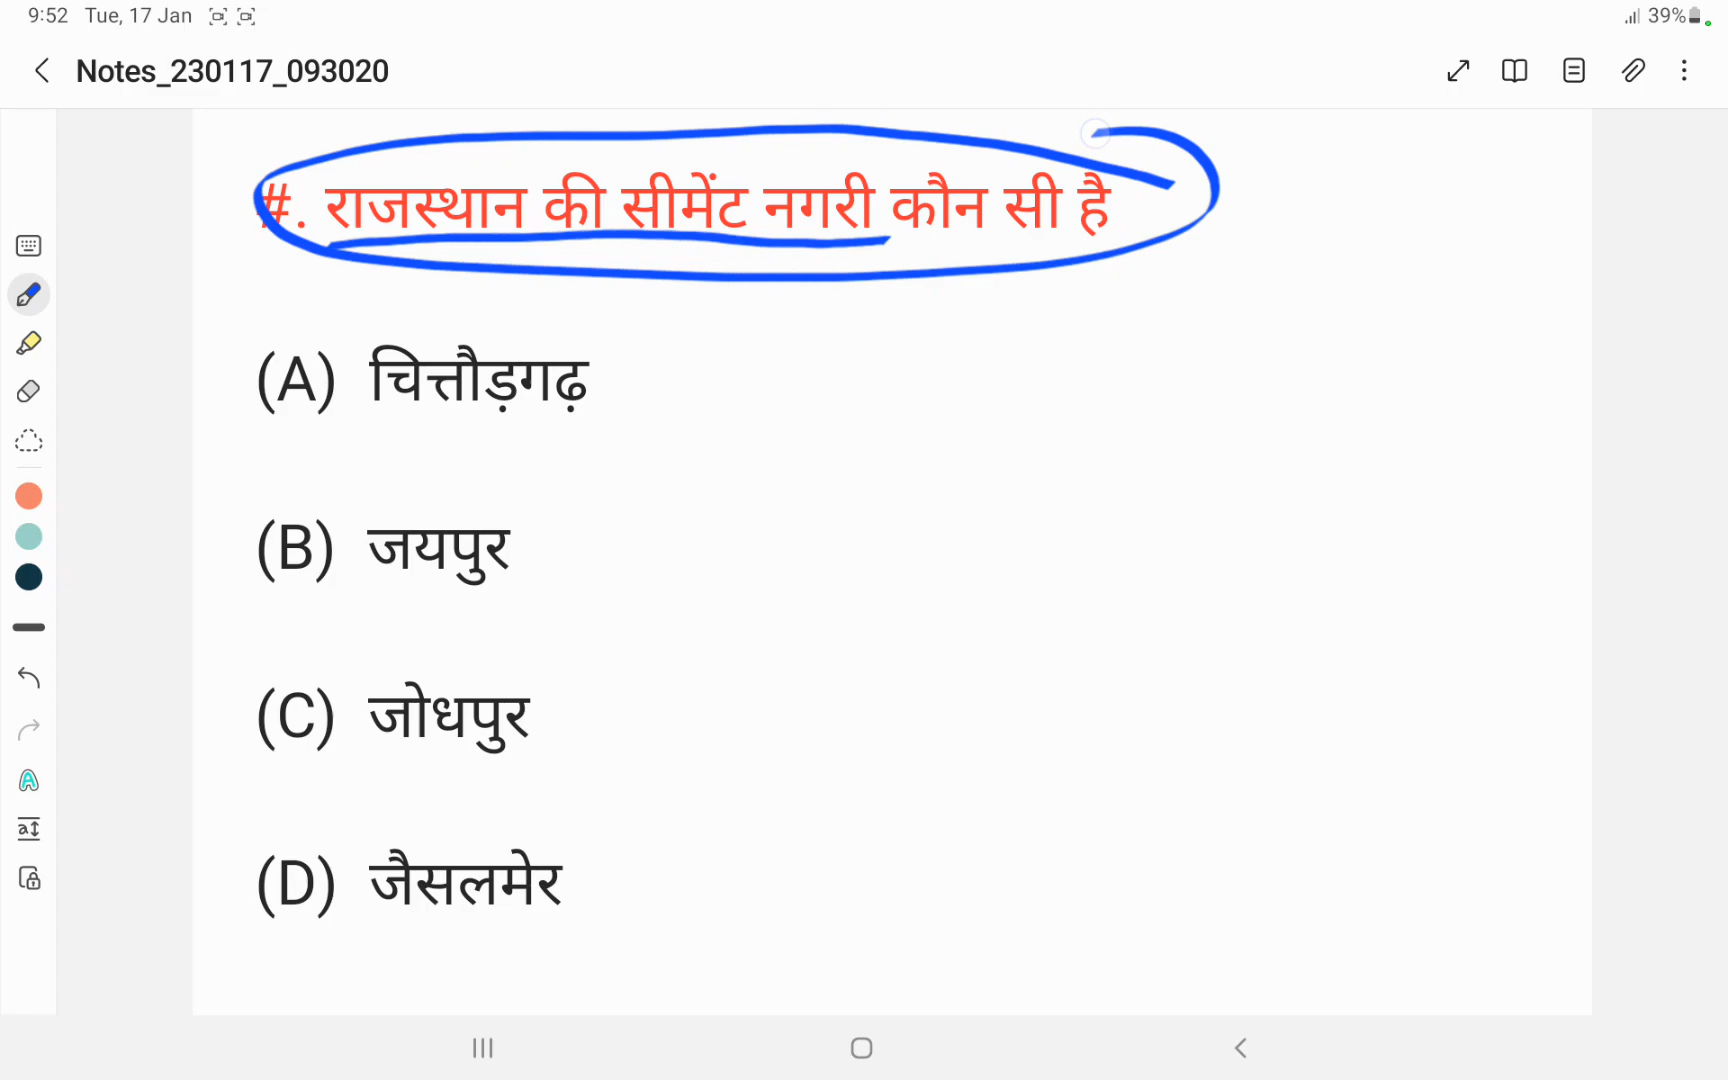 9:52 Tue, 17 Jan 39%
Notes_230117_093020
#. राजस्थान की सीमेंट नगरी कौन सी है
(A) चित्तौड़गढ़
(B) जयपुर
(C) जोधपुर
(D) जैसलमेर